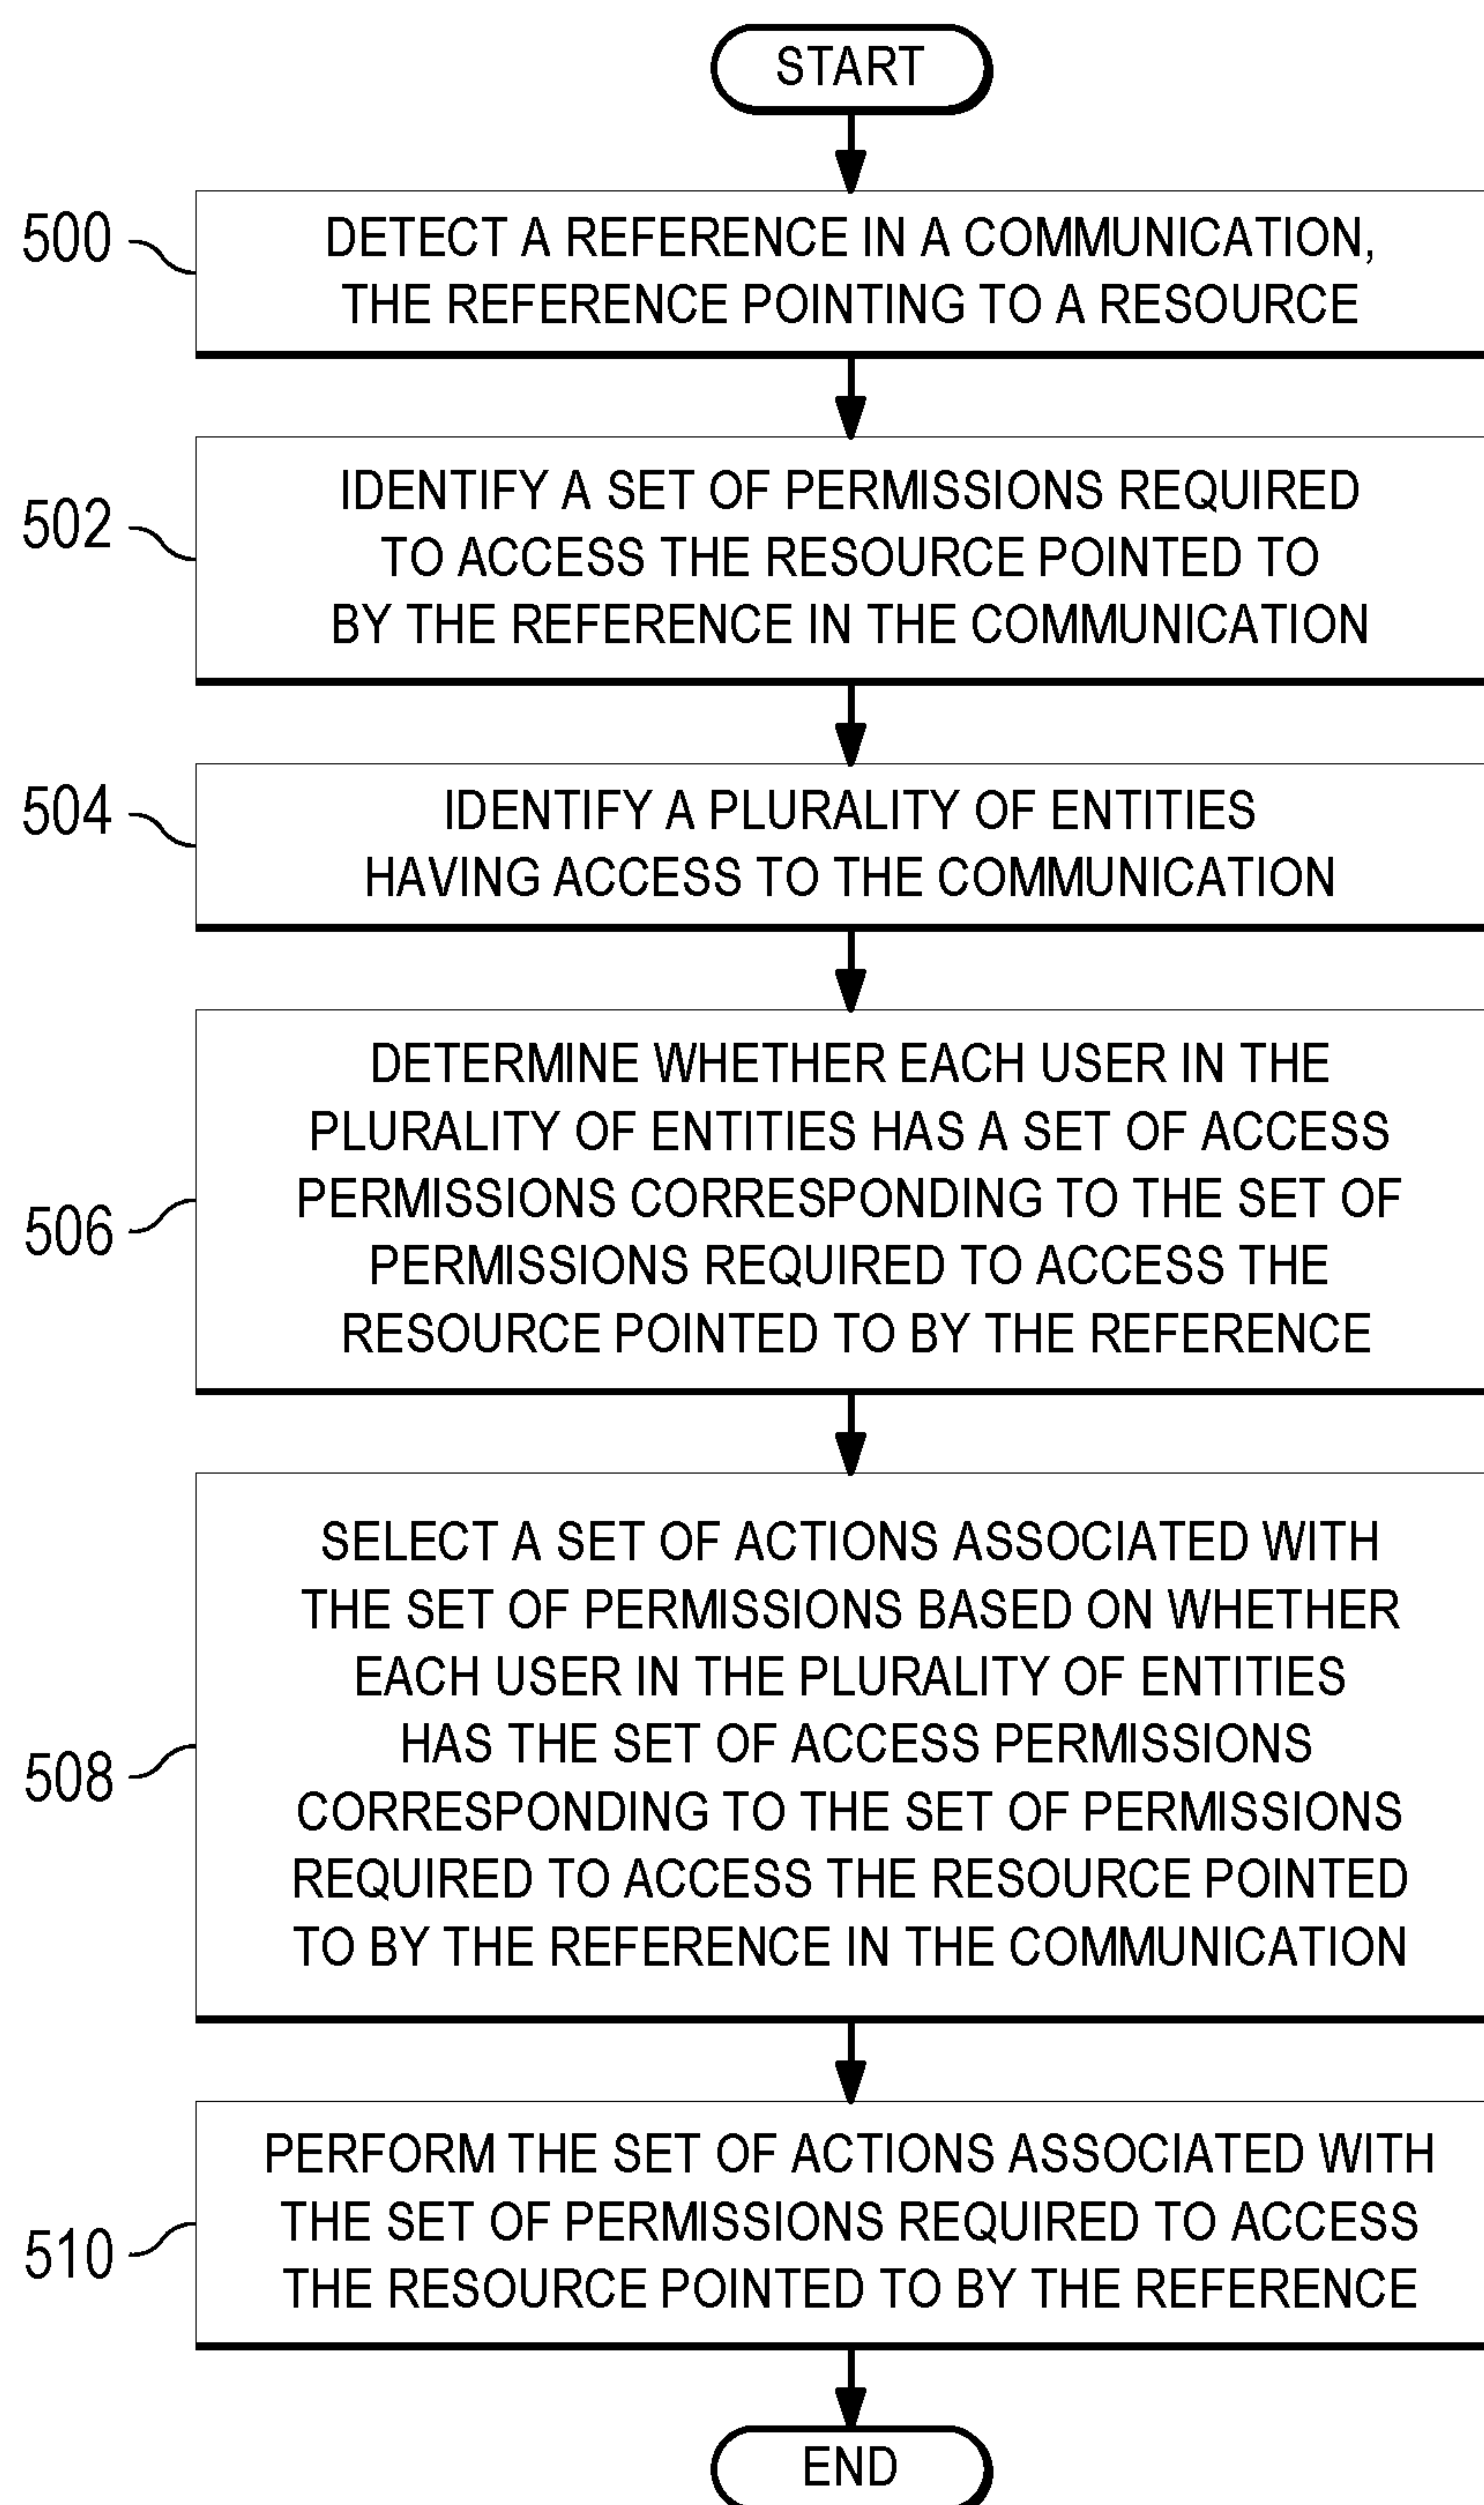 START
500
DETECT A REFERENCE IN A COMMUNICATION,
THE REFERENCE POINTING TO A RESOURCE
502
IDENTIFY A SET OF PERMISSIONS REQUIRED
TO ACCESS THE RESOURCE POINTED TO
BY THE REFERENCE IN THE COMMUNICATION
504
IDENTIFY A PLURALITY OF ENTITIES
HAVING ACCESS TO THE COMMUNICATION
506
DETERMINE WHETHER EACH USER IN THE
PLURALITY OF ENTITIES HAS A SET OF ACCESS
PERMISSIONS CORRESPONDING TO THE SET OF
PERMISSIONS REQUIRED TO ACCESS THE
RESOURCE POINTED TO BY THE REFERENCE
508
SELECT A SET OF ACTIONS ASSOCIATED WITH
THE SET OF PERMISSIONS BASED ON WHETHER
EACH USER IN THE PLURALITY OF ENTITIES
HAS THE SET OF ACCESS PERMISSIONS
CORRESPONDING TO THE SET OF PERMISSIONS
REQUIRED TO ACCESS THE RESOURCE POINTED
TO BY THE REFERENCE IN THE COMMUNICATION
510
PERFORM THE SET OF ACTIONS ASSOCIATED WITH
THE SET OF PERMISSIONS REQUIRED TO ACCESS
THE RESOURCE POINTED TO BY THE REFERENCE
END